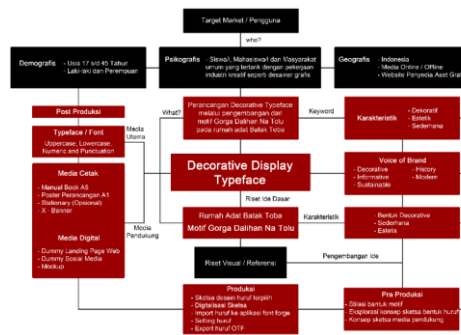 Target Market / Pengguna
who?
Demografis
- Usia 17 s/d 45 Tahun
- Laki-laki dan Perempuan
Psikografis
- Siswa/i, Mahasiswa/i dan Masyarakat
umum yang tertarik dengan pekerjaan
industri kreatif seperti desainer grafis
Geografis
- Indonesia
- Media Online / Offline
- Website Penyedia Aset Grafis
Post Produksi
Typeface / Font
Uppercase, Lowercase,
Numeric and Punctuation
Media
Utama
What?
Perancangan Decorative Typeface
melalui pengembangan dari
motif Gorga Dalihan Na Tolu
pada rumah adat Batak Toba
Keyword
Karakteristik
- Dekoratif
- Estetik
- Sederhana
Media Cetak
- Manual Book A5
- Poster Perancangan A1
- Stationary (Opsional)
- X - Banner
Decorative Display
Typeface
Voice of Brand
- Decorative
- Informative
- Sustainable
- History
- Modern
Riset Ide Dasar
Media
Pendukung
Media Digital
- Dummy Landing Page Web
- Dummy Sosial Media
- Mockup
Rumah Adat Batak Toba
Motif Gorga Dalihan Na Tolu
Karakteristik
- Bentuk Decorative
- Sederhana
- Estetis
Riset Visual / Referensi
Pengembangan Ide
Produksi
- Sketsa desain huruf terpilih
- Digitalisasi Sketsa
- Import huruf ke aplikasi font forge
- Setting huruf
- Export huruf OTF
Pra Produksi
- Stilasi bentuk motif
- Eksplorasi konsep sketsa bentuk huruf
- Konsep sketsa media pendukung